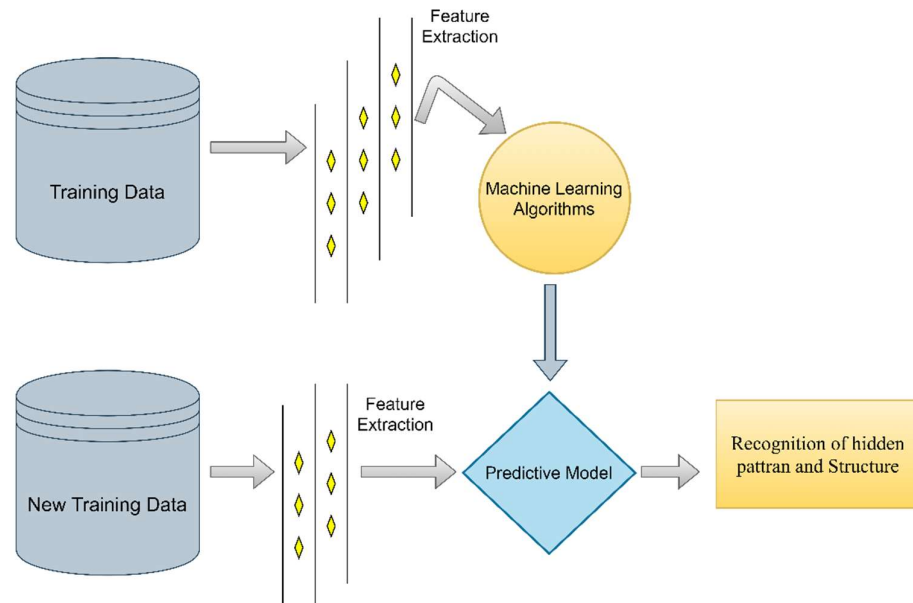 Feature
Extraction
Training Data
Machine Learning
Algorithms
Feature
Extraction
New Training Data
Predictive Model
Recognition of hidden
pattran and Structure